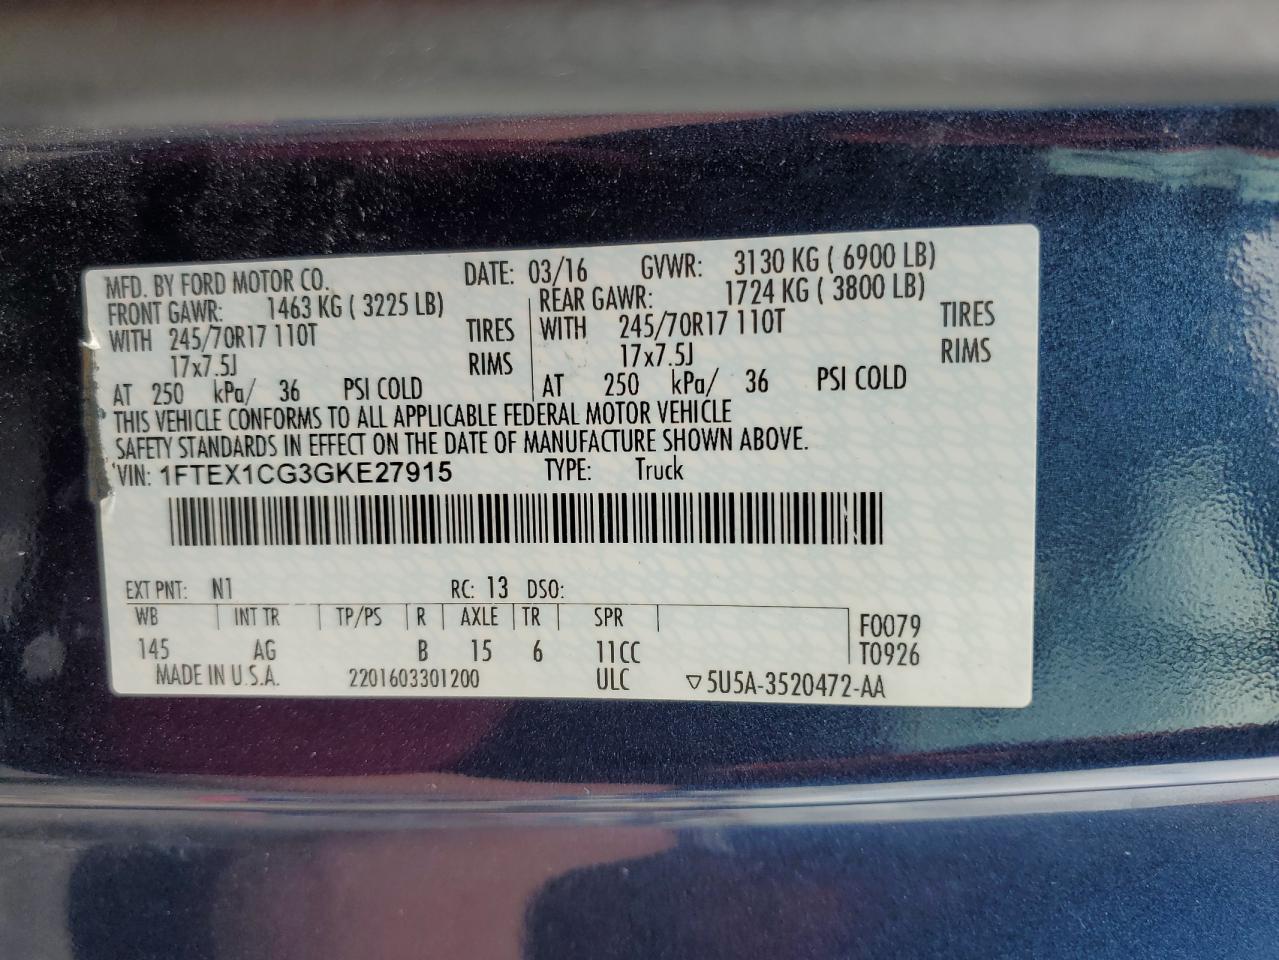 MFD. BY FORD MOTOR CO. DATE: 03/16 GVWR: 3130 KG ( 6900 LB)
FRONT GAWR: 1463 KG ( 3225 LB) REAR GAWR: 1724 KG ( 3800 LB)
WITH 245/70R17 110T TIRES WITH 245/70R17 110T TIRES
17x7.5J RIMS 17x7.5J RIMS
AT 250 kPa/ 36 PSI COLD AT 250 kPa/ 36 PSI COLD
THIS VEHICLE CONFORMS TO ALL APPLICABLE FEDERAL MOTOR VEHICLE
SAFETY STANDARDS IN EFFECT ON THE DATE OF MANUFACTURE SHOWN ABOVE.
VIN: 1FTEX1CG3GKE27915 TYPE: Truck
EXT PNT: N1 RC: 13 DSO:
WB INT TR TP/PS R AXLE TR SPR F0079
145 AG B 15 6 11CC T0926
MADE IN U.S.A. 2201603301200 ULC ▽5U5A-3520472-AA